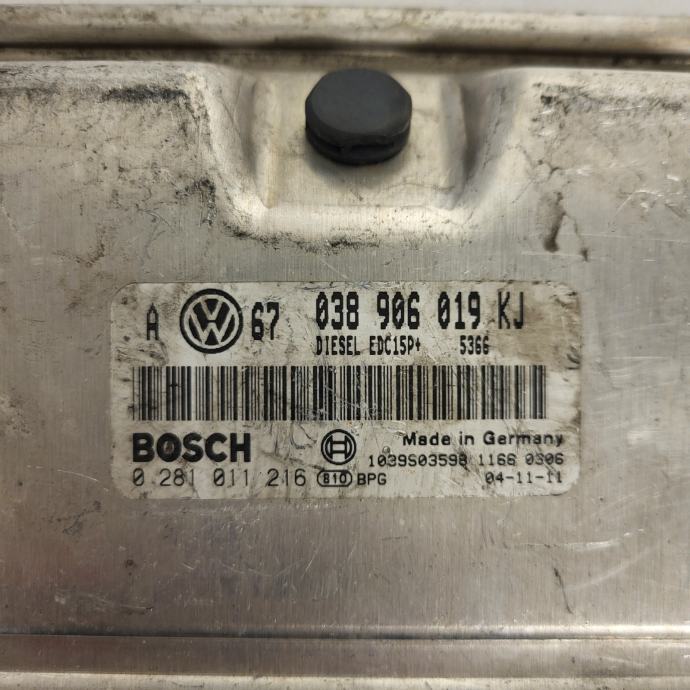 A VW 67 038 906 019 KJ
DIESEL EDC15P+ 5366
BOSCH Made in Germany
1039S03598 1166 0306
0 281 011 216 810 BPG 04-11-11